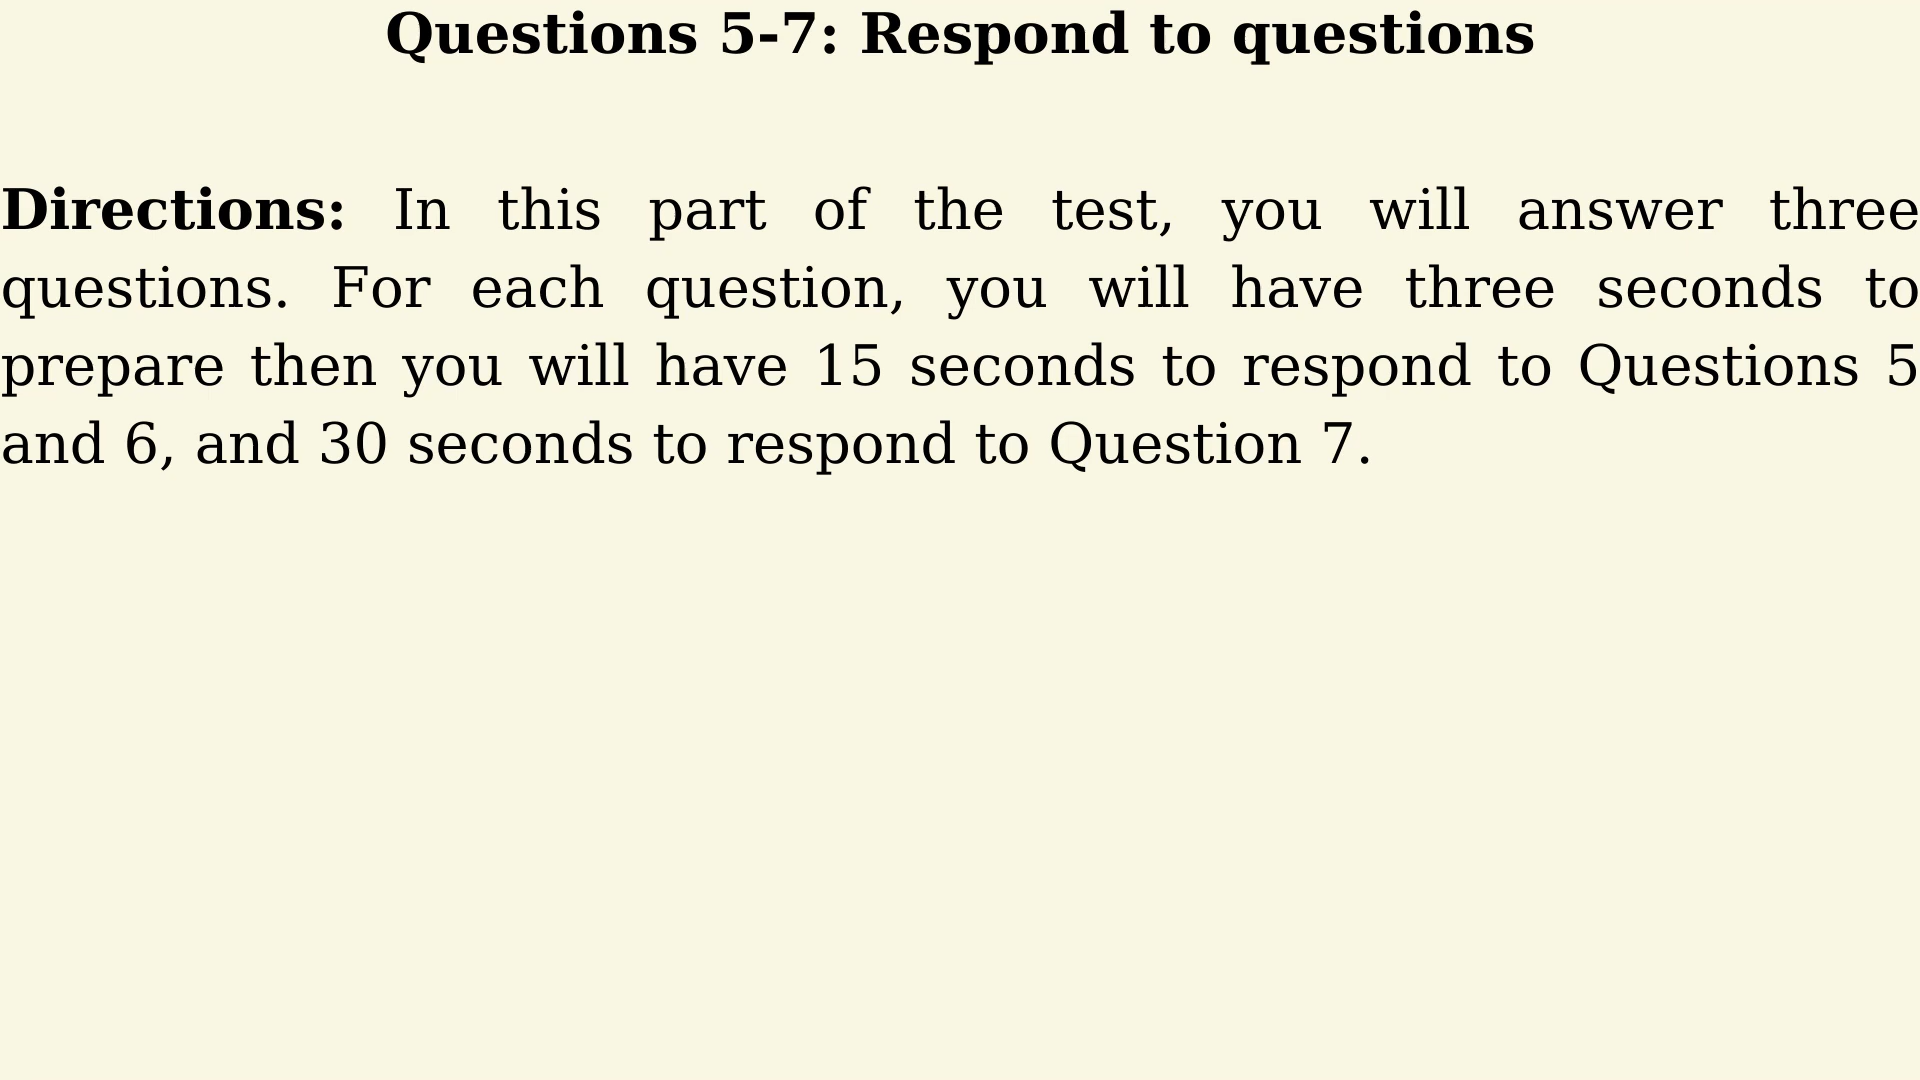 Questions 5-7: Respond to questions
Directions: In this part of the test, you will answer three
questions. For each question, you will have three seconds to
prepare then you will have 15 seconds to respond to Questions 5
and 6, and 30 seconds to respond to Question 7.